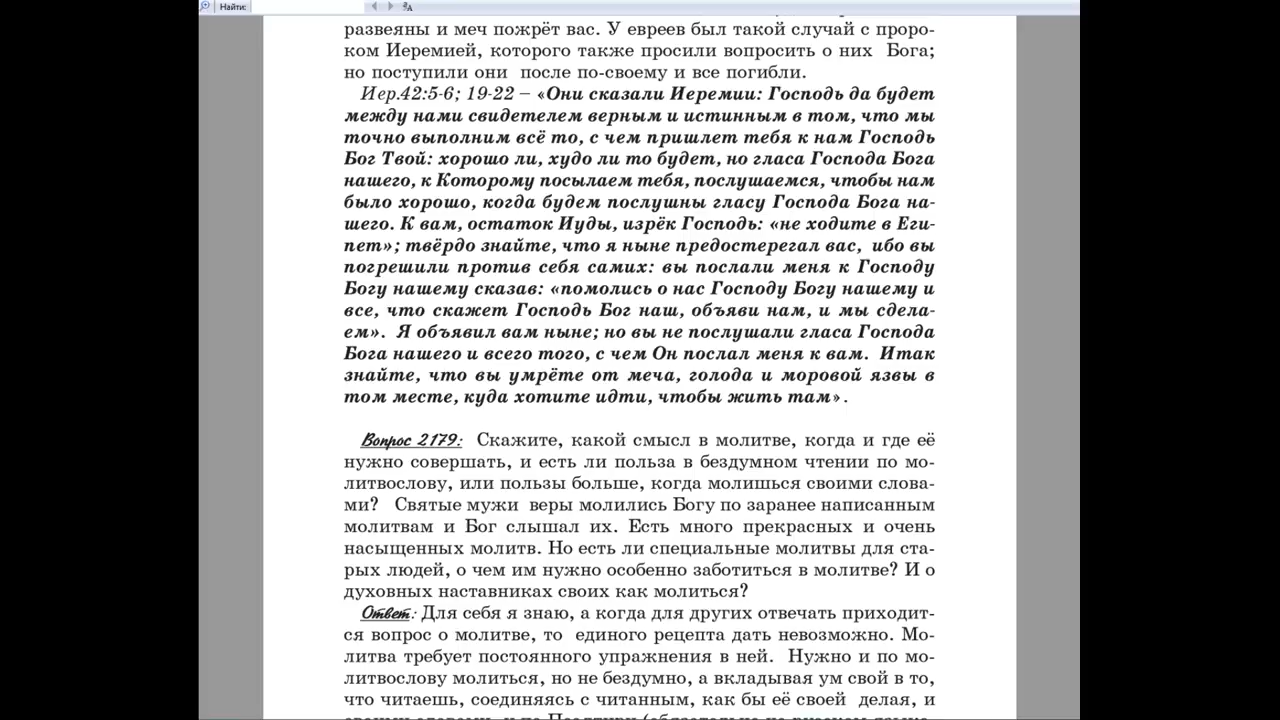 Найти:
развеяны и меч пожрёт вас. У евреев был такой случай с проро-
ком Иеремией, которого также просили вопросить о них Бога;
но поступили они после по-своему и все погибли.
Иер.42:5-6; 19-22 – «Они сказали Иеремии: Господь да будет
между нами свидетелем верным и истинным в том, что мы
точно выполним всё то, с чем пришлет тебя к нам Господь
Бог Твой: хорошо ли, худо ли то будет, но гласа Господа Бога
нашего, к Которому посылаем тебя, послушаемся, чтобы нам
было хорошо, когда будем послушны гласу Господа Бога на-
шего. К вам, остаток Иуды, изрёк Господь: «не ходите в Еги-
пет»; твёрдо знайте, что я ныне предостерегал вас, ибо вы
погрешили против себя самих: вы послали меня к Господу
Богу нашему сказав: «помолись о нас Господу Богу нашему и
все, что скажет Господь Бог наш, объяви нам, и мы сдела-
ем». Я объявил вам ныне; но вы не послушали гласа Господа
Бога нашего и всего того, с чем Он послал меня к вам. Итак
знайте, что вы умрёте от меча, голода и моровой язвы в
том месте, куда хотите идти, чтобы жить там».
Вопрос 2179: Скажите, какой смысл в молитве, когда и где её
нужно совершать, и есть ли польза в бездумном чтении по мо-
литвослову, или пользы больше, когда молишься своими слова-
ми? Святые мужи веры молились Богу по заранее написанным
молитвам и Бог слышал их. Есть много прекрасных и очень
насыщенных молитв. Но есть ли специальные молитвы для ста-
рых людей, о чем им нужно особенно заботиться в молитве? И о
духовных наставниках своих как молиться?
Ответ: Для себя я знаю, а когда для других отвечать приходит-
ся вопрос о молитве, то единого рецепта дать невозможно. Мо-
литва требует постоянного упражнения в ней. Нужно и по мо-
литвослову молиться, но не бездумно, а вкладывая ум свой в то,
что читаешь, соединяясь с читанным, как бы её своей делая, и